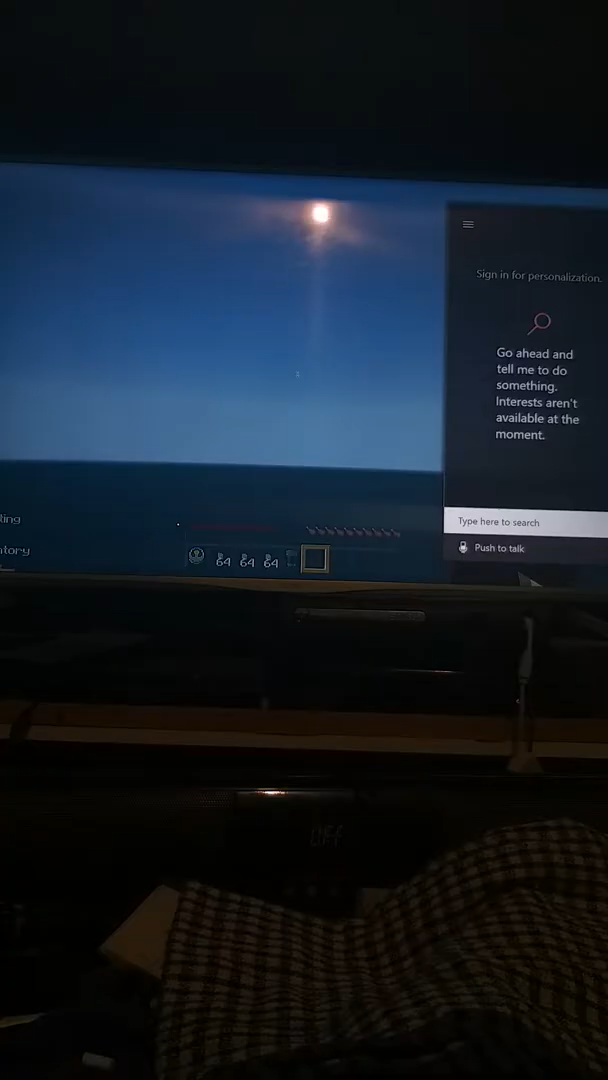 Sign in for personalization.
Go ahead and
tell me to do
something.
Interests aren't
available at the
moment.
Type here to search
Push to talk
64 64 64
OFF